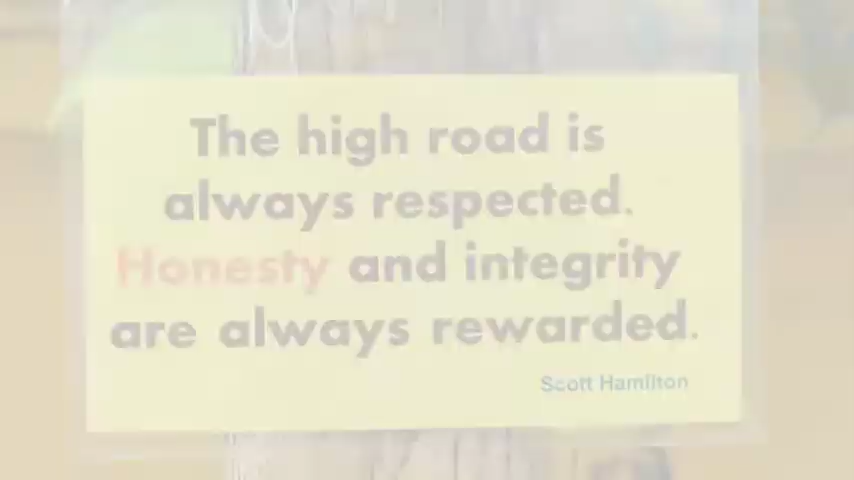 The high road is
always respected.
Honesty and integrity
are always rewarded.
Scott Hamilton